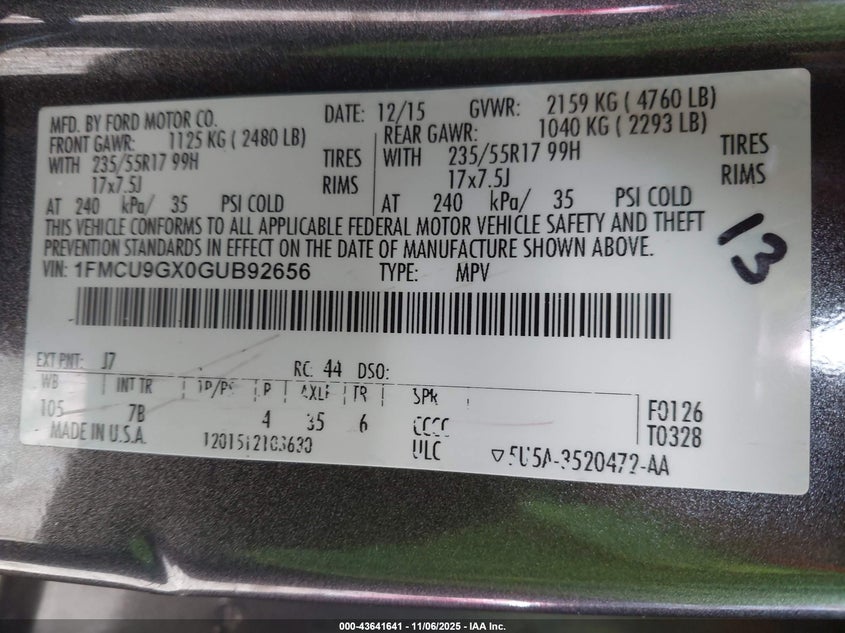 MFD. BY FORD MOTOR CO. DATE: 12/15 GVWR: 2159 KG ( 4760 LB)
FRONT GAWR: 1125 KG ( 2480 LB) REAR GAWR: 1040 KG ( 2293 LB)
WITH 235/55R17 99H TIRES WITH 235/55R17 99H TIRES
17x7.5J RIMS 17x7.5J RIMS
AT 240 kPa/ 35 PSI COLD AT 240 kPa/ 35 PSI COLD
THIS VEHICLE CONFORMS TO ALL APPLICABLE FEDERAL MOTOR VEHICLE SAFETY AND THEFT
PREVENTION STANDARDS IN EFFECT ON THE DATE OF MANUFACTURE SHOWN ABOVE.
VIN: 1FMCU9GX0GUB92656 TYPE: MPV
13
EXT PNT: J7 RC: 44 DSO:
WB INT TR TP/PS R AXLE TR SPR
105 7B 4 35 6 CCCC
F0126
T0328
MADE IN U.S.A. ULC
000-43641641 - 11/06/2025 - IAA Inc.